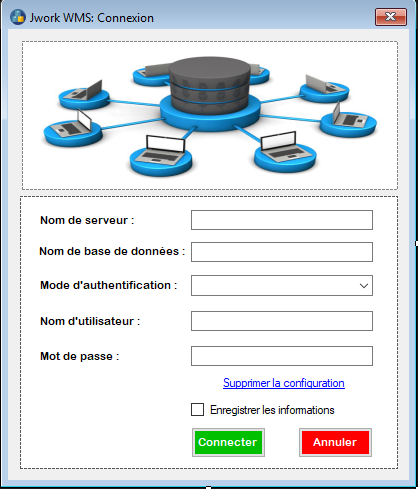 Jwork WMS: Connexion
Nom de serveur :
Nom de base de données :
Mode d'authentification :
Nom d'utilisateur :
Mot de passe :
Supprimer la configuration
Enregistrer les informations
Connecter Annuler